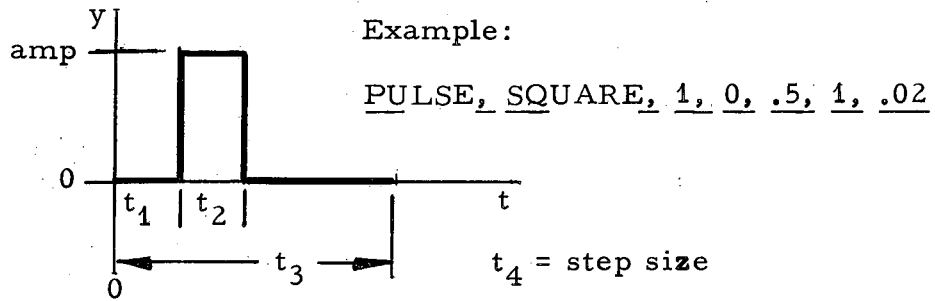 y
Example:
amp
PULSE, SQUARE, 1, 0, .5, 1, .02
0
t1 t2 t
t3 t4 = step size
0